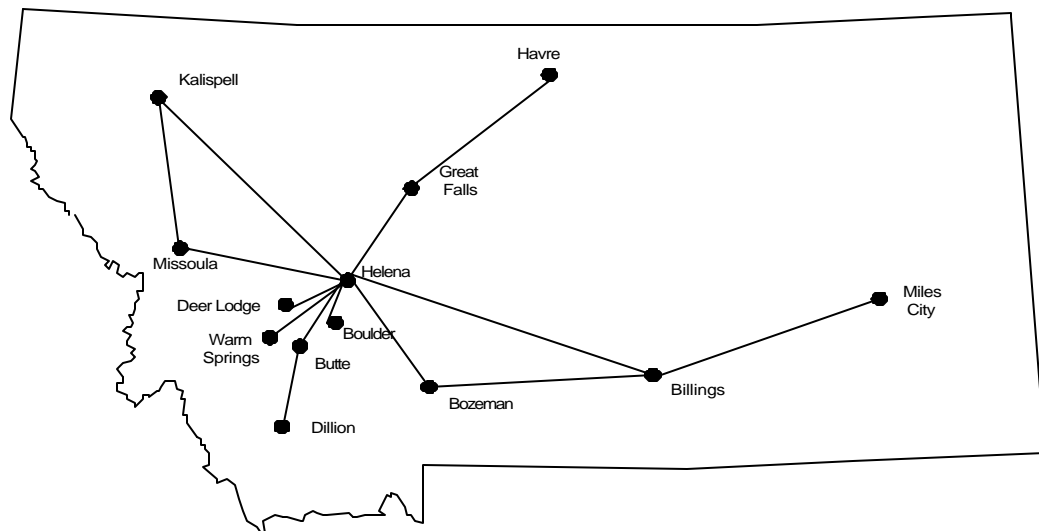 Havre
Kalispell
Great
Falls
Missoula
Helena
Deer Lodge
Miles
City
Boulder
Warm
Springs
Butte
Billings
Bozeman
Dillion